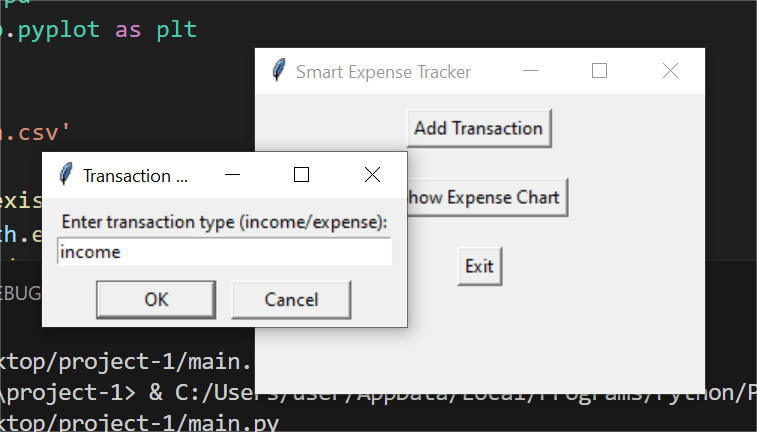 .pyplot as plt
Smart Expense Tracker
Add Transaction
.csv'
Transaction ...
exis
how Expense Chart
Enter transaction type (income/expense):
th.e
income
Exit
EBUG
OK
Cancel
ktop/project-1/main.
\project-1> & C:/Users/user/AppData/Local/Programs/Python/P
ktop/project-1/main.py